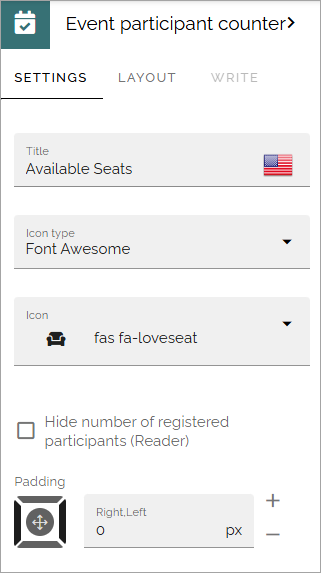 Event participant counter
SETTINGS LAYOUT WRITE
Title
Available Seats
Icon type
Font Awesome
Icon
fas fa-loveseat
Hide number of registered
participants (Reader)
Padding
Right,Left
0 px